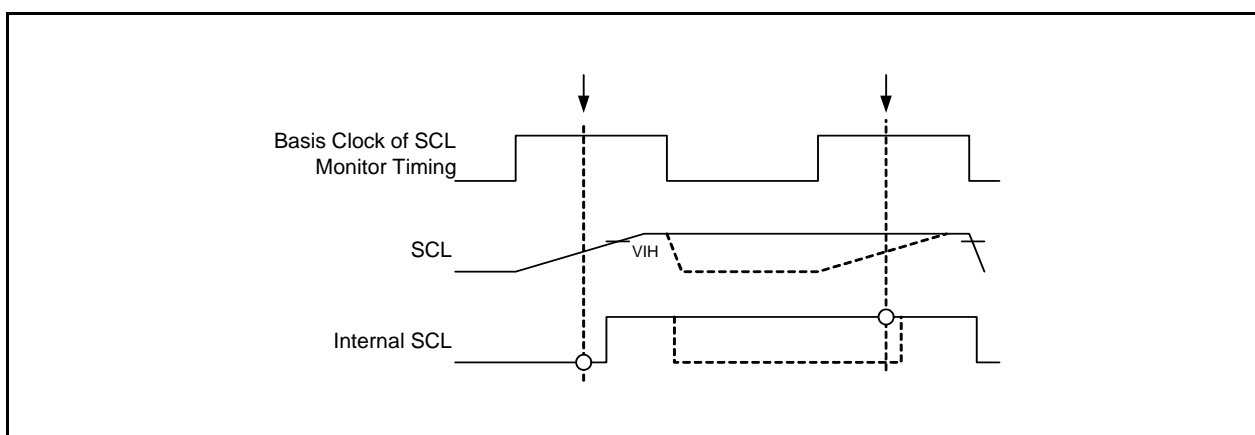 Basis Clock of SCL
Monitor Timing
SCL
VIH
Internal SCL